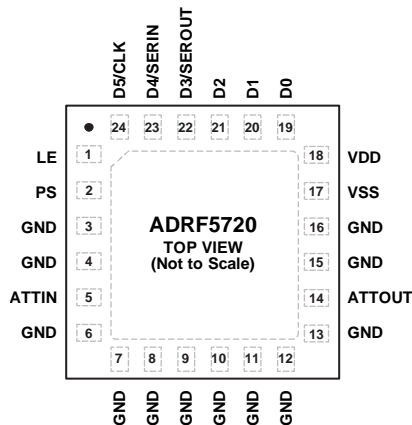 D5/CLK
D4/SERIN
D3/SEROUT
D2
D1
D0
24
23
22
21
20
19
LE
1
PS
2
GND
3
GND
4
ATTIN
5
GND
6
ADRF5720
TOP VIEW
(Not to Scale)
18
VDD
17
VSS
16
GND
15
GND
14
ATTOUT
13
GND
7
8
9
10
11
12
GND
GND
GND
GND
GND
GND